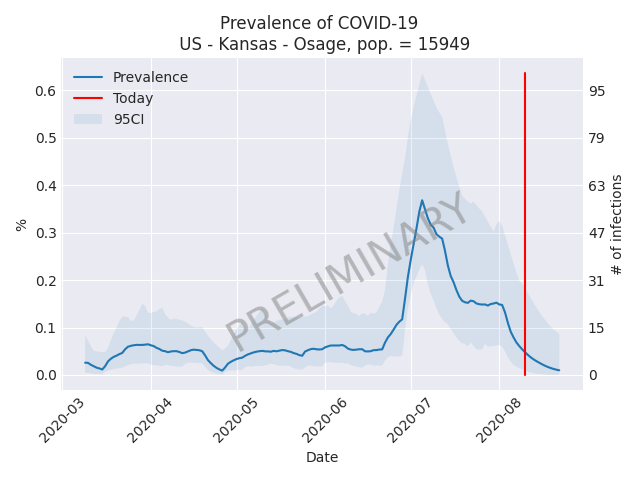 Prevalence of COVID-19
US - Kansas - Osage, pop. = 15949
Prevalence
Today
95CI
PRELIMINARY
%
0.6
0.5
0.4
0.3
0.2
0.1
0.0
95
79
63
47
31
15
0
# of infections
2020-03
2020-04
2020-05
2020-06
2020-07
2020-08
Date